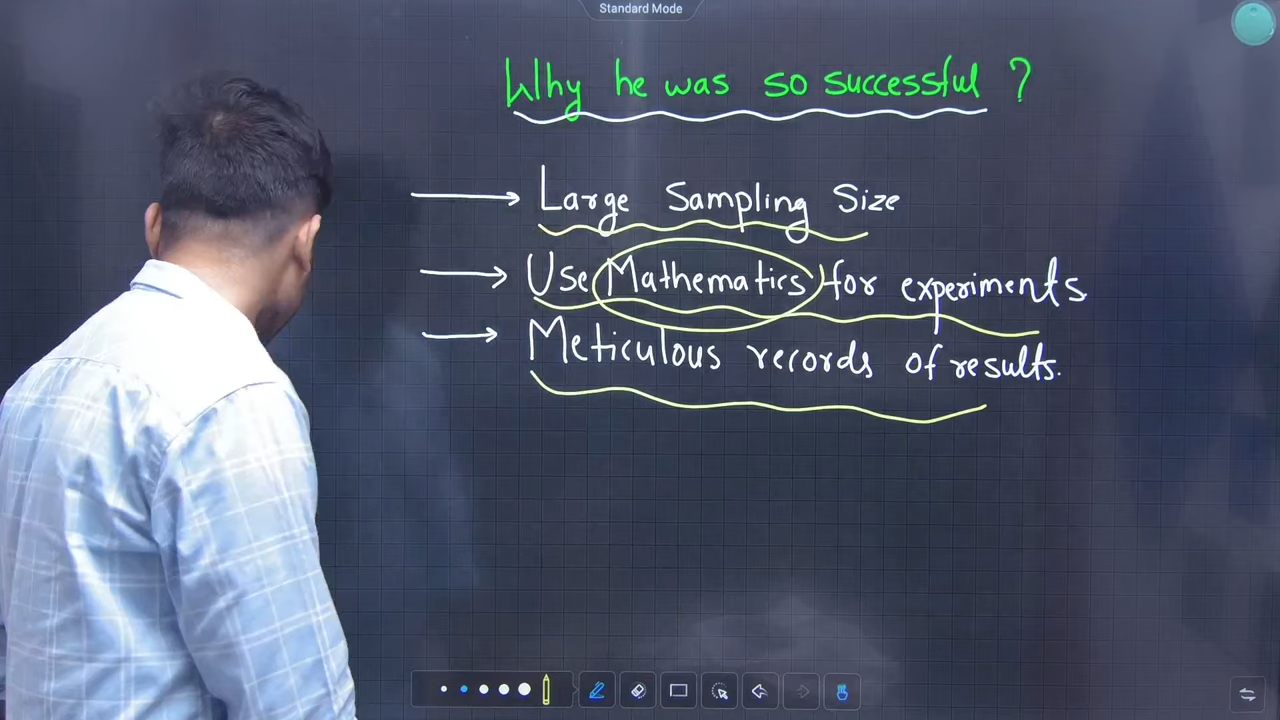 Standard Mode
Why he was so successful ?
Large Sampling Size
Use Mathematics for experiments
Meticulous records of results.